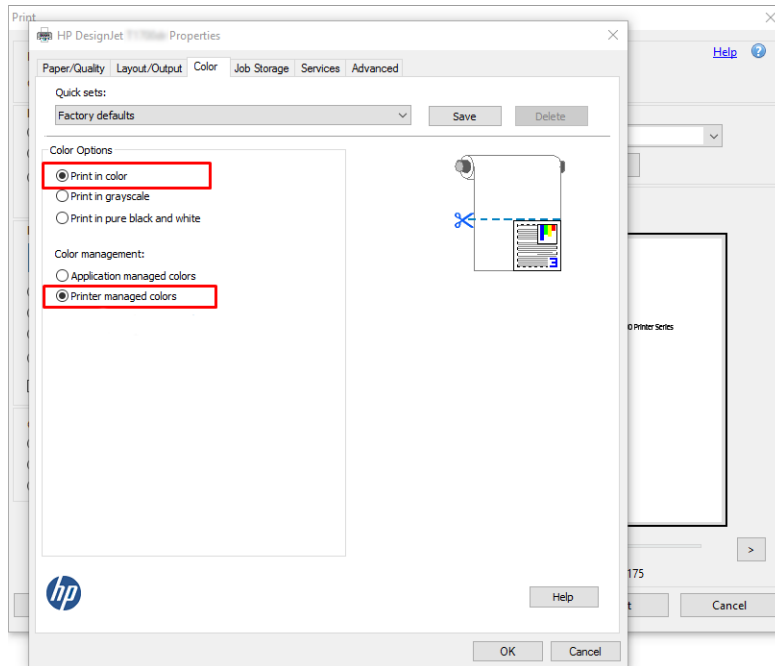 Print
HP DesignJet Properties
Help
Paper/Quality Layout/Output Color Job Storage Services Advanced
Quick sets:
Factory defaults
Save
Delete
Color Options
Print in color
Print in grayscale
Print in pure black and white
Color management:
Application managed colors
Printer managed colors
3
0 Printer Series
>
175
hp
Help
t
Cancel
OK
Cancel